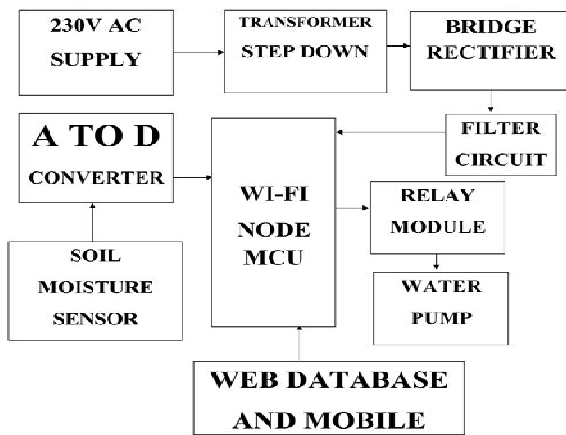 230V AC
SUPPLY
TRANSFORMER
STEP DOWN
BRIDGE
RECTIFIER
A TO D
CONVERTER
WI-FI
NODE
MCU
FILTER
CIRCUIT
RELAY
MODULE
SOIL
MOISTURE
SENSOR
WATER
PUMP
WEB DATABASE
AND MOBILE